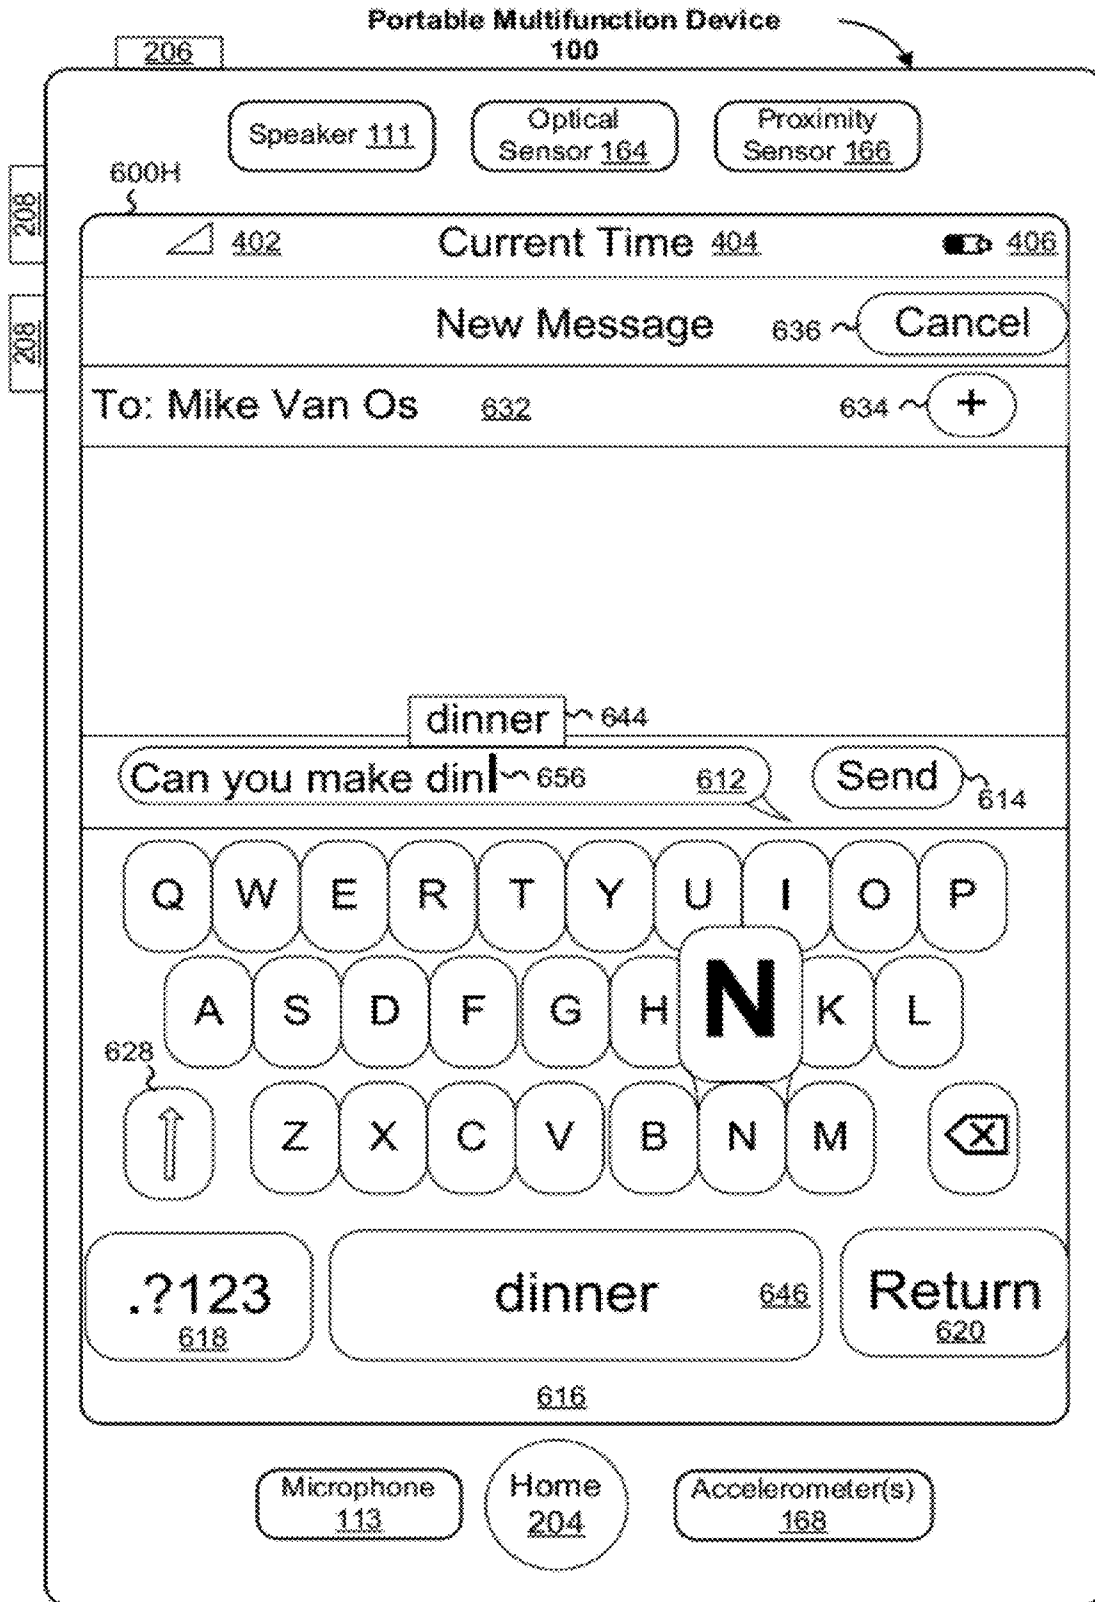 Portable Multifunction Device
100
206
Speaker 111
Optical
Sensor 164
Proximity
Sensor 166
600H
208
208
402
Current Time 404
406
New Message
636
Cancel
To: Mike Van Os
632
634
+
dinner
644
Can you make din
656
612
Send
614
Q W E R T Y U I O P
A S D F G H N K L
628
Z X C V B N M
.?123
618
dinner
646
Return
620
616
Microphone
113
Home
204
Accelerometer(s)
168